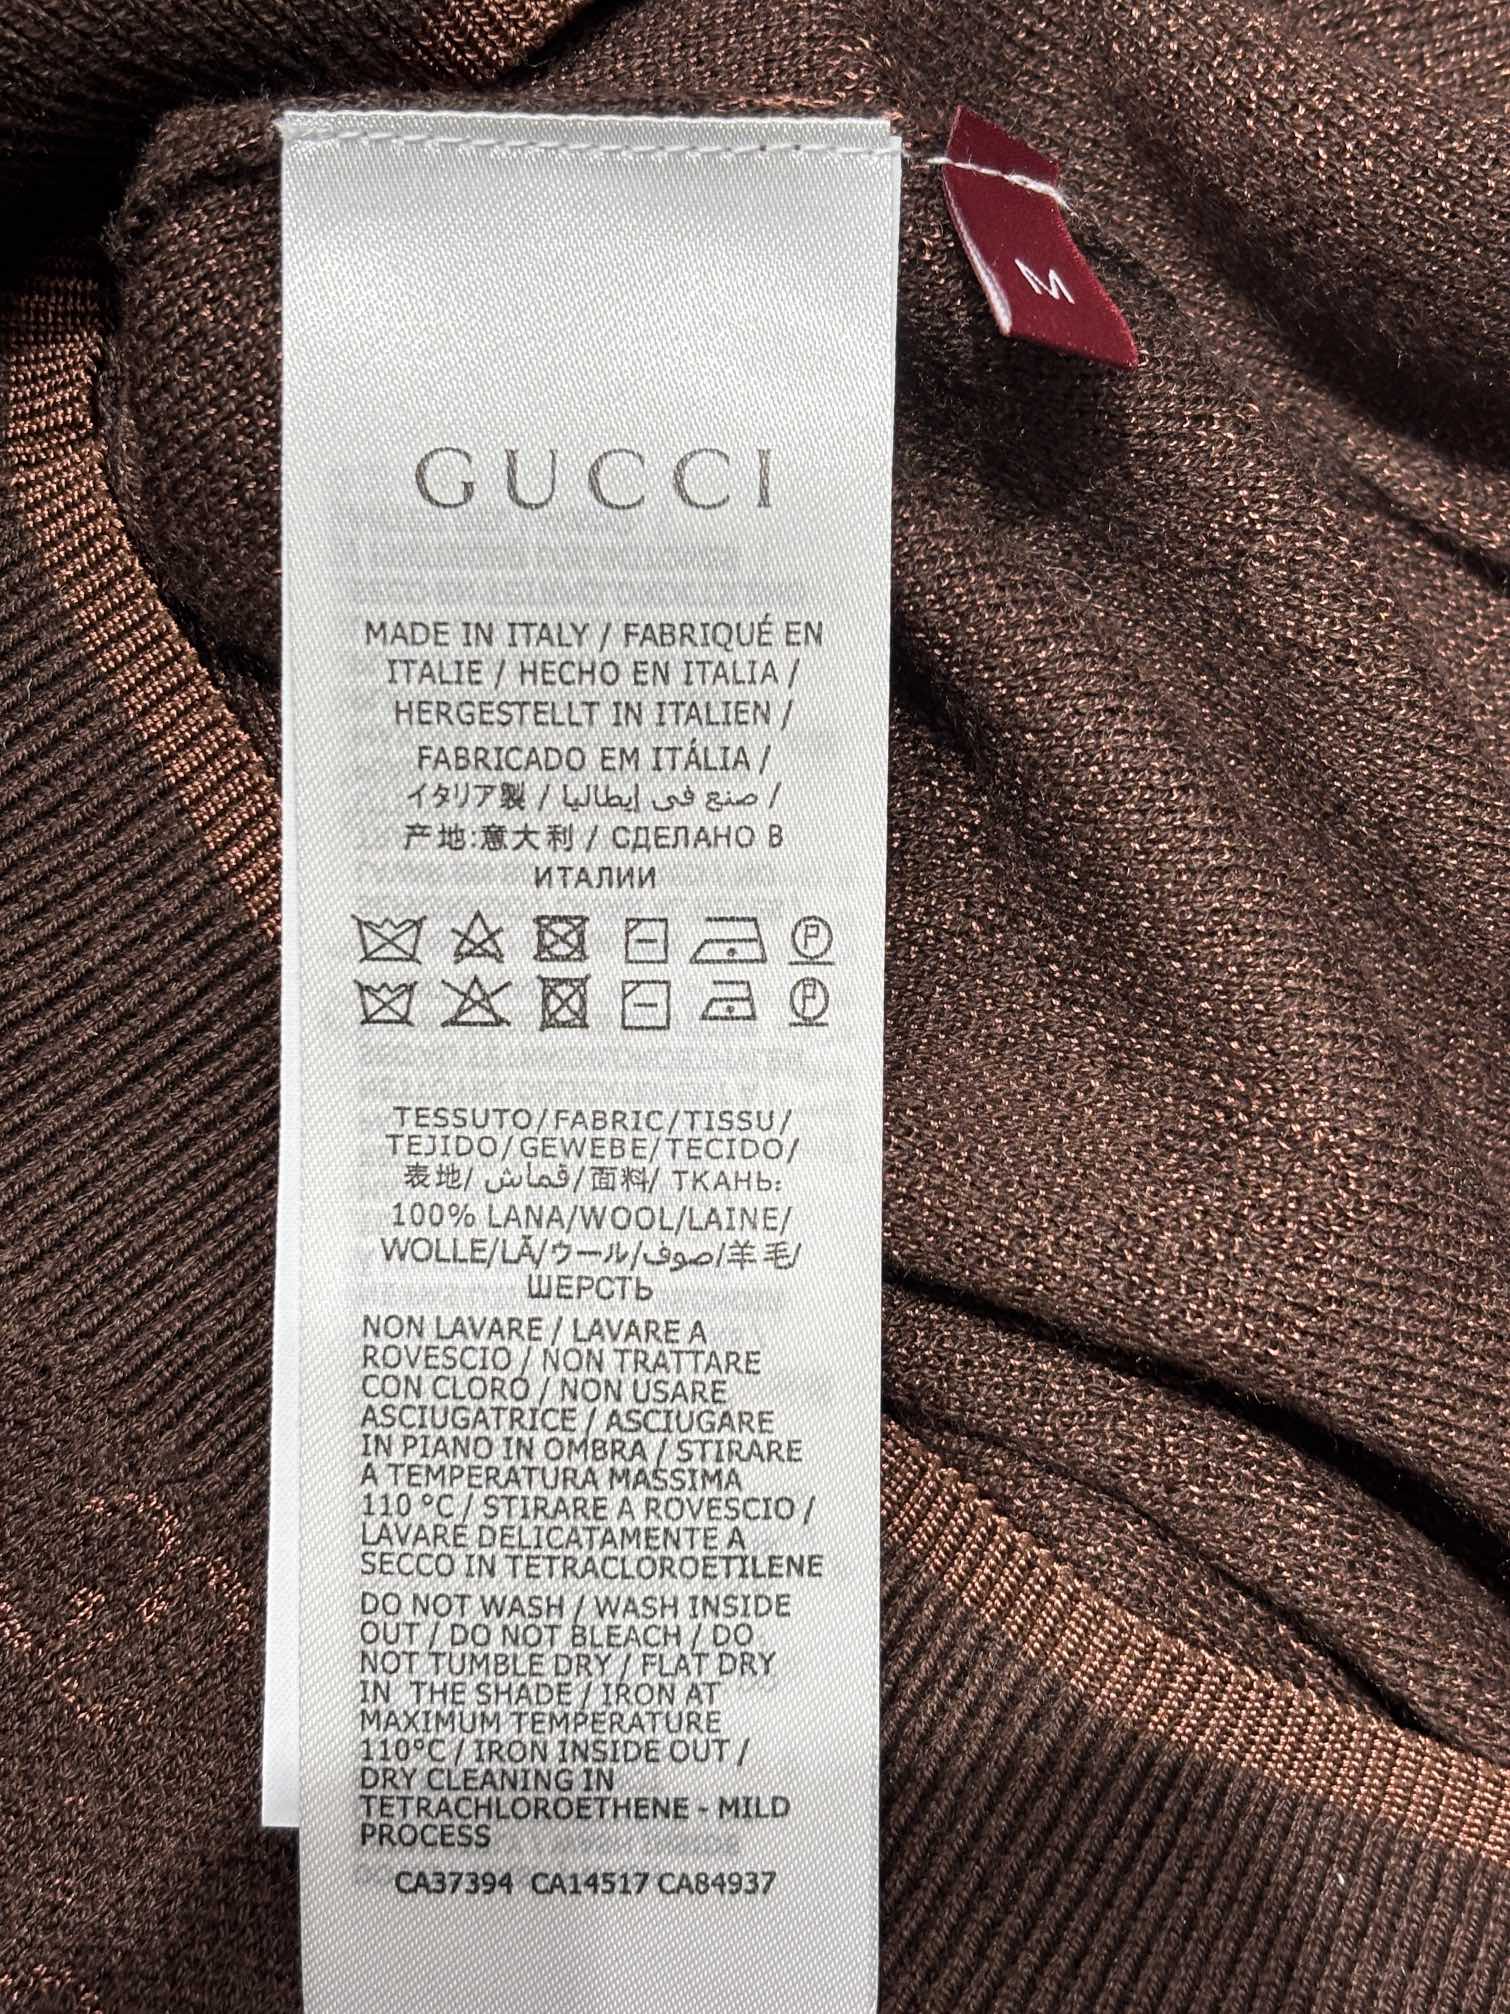 M
GUCCI
MADE IN ITALY / FABRIQUÉ EN
ITALIE / HECHO EN ITALIA /
HERGESTELLT IN ITALIEN /
FABRICADO EM ITÁLIA /
イタリア製 / صنع في إيطاليا /
产地:意大利 / СДЕЛАНО В
ИТАЛИИ
P
P
TESSUTO/FABRIC/TISSU/
TEJIDO/GEWEBE/TECIDO/
表地/ قماش/面料/ ТКАНЬ:
100% LANA/WOOL/LAINE/
WOLLE/LÃ/ウール/صوف/羊毛/
ШЕРСТЬ
NON LAVARE / LAVARE A
ROVESCIO / NON TRATTARE
CON CLORO / NON USARE
ASCIUGATRICE / ASCIUGARE
IN PIANO IN OMBRA / STIRARE
A TEMPERATURA MASSIMA
110 °C / STIRARE A ROVESCIO /
LAVARE DELICATAMENTE A
SECCO IN TETRACLOROETILENE
DO NOT WASH / WASH INSIDE
OUT / DO NOT BLEACH / DO
NOT TUMBLE DRY / FLAT DRY
IN THE SHADE / IRON AT
MAXIMUM TEMPERATURE
110°C / IRON INSIDE OUT /
DRY CLEANING IN
TETRACHLOROETHENE - MILD
PROCESS
CA37394 CA14517 CA84937